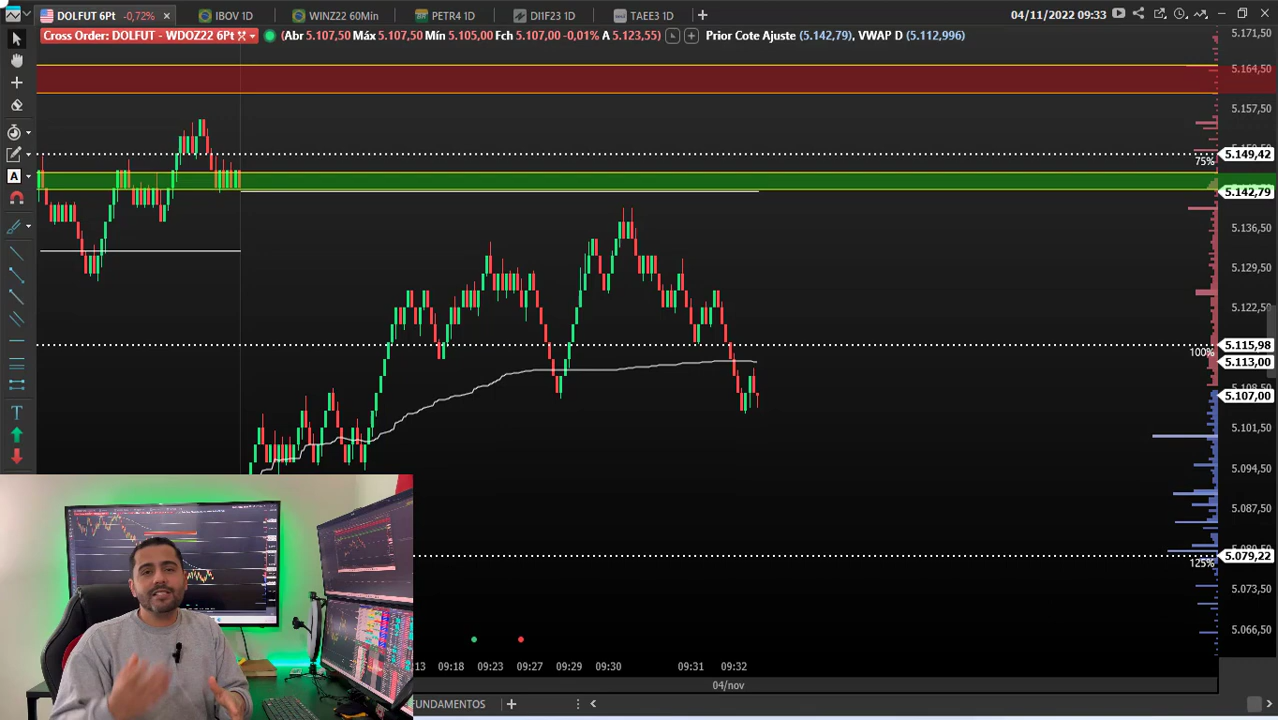 DOLFUT 6Pt -0,72% × IBOV 1D WINZ22 60Min PETR4 1D DI1F23 1D TAEE3 1D + 04/11/2022 09:33
Cross Order: DOLFUT - WDOZ22 6Pt (Abr 5.107,50 Máx 5.107,50 Mín 5.105,00 Fch 5.107,00 -0,01% A 5.123,55) Prior Cote Ajuste (5.142,79), VWAP D (5.112,996)
5.171,50
5.164,50
5.157,50
5.149,42
75%
5.142,79
5.136,50
5.129,50
5.122,50
5.115,98
100%
5.113,00
5.107,00
5.101,50
5.094,50
5.087,50
5.079,22
125%
5.073,50
5.066,50
09:18 09:23 09:27 09:29 09:30 09:31 09:32
04/nov
FUNDAMENTOS +
A
T